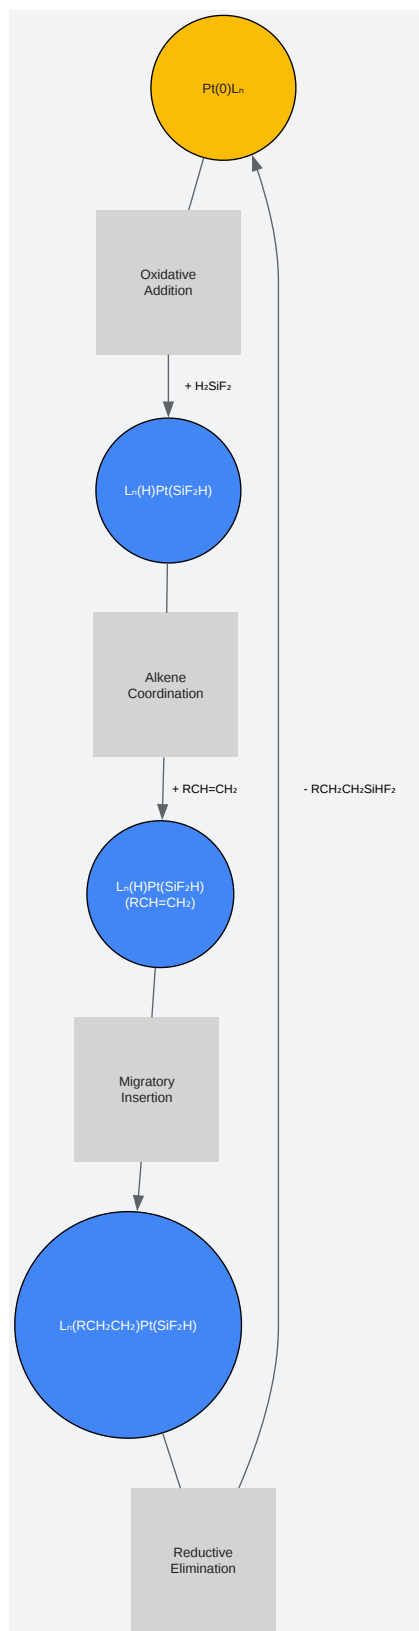 Pt(0)Lₙ
Oxidative
Addition
+ H₂SiF₂
Lₙ(H)Pt(SiF₂H)
Alkene
Coordination
+ RCH=CH₂
- RCH₂CH₂SiHF₂
Lₙ(H)Pt(SiF₂H)
(RCH=CH₂)
Migratory
Insertion
Lₙ(RCH₂CH₂)Pt(SiF₂H)
Reductive
Elimination